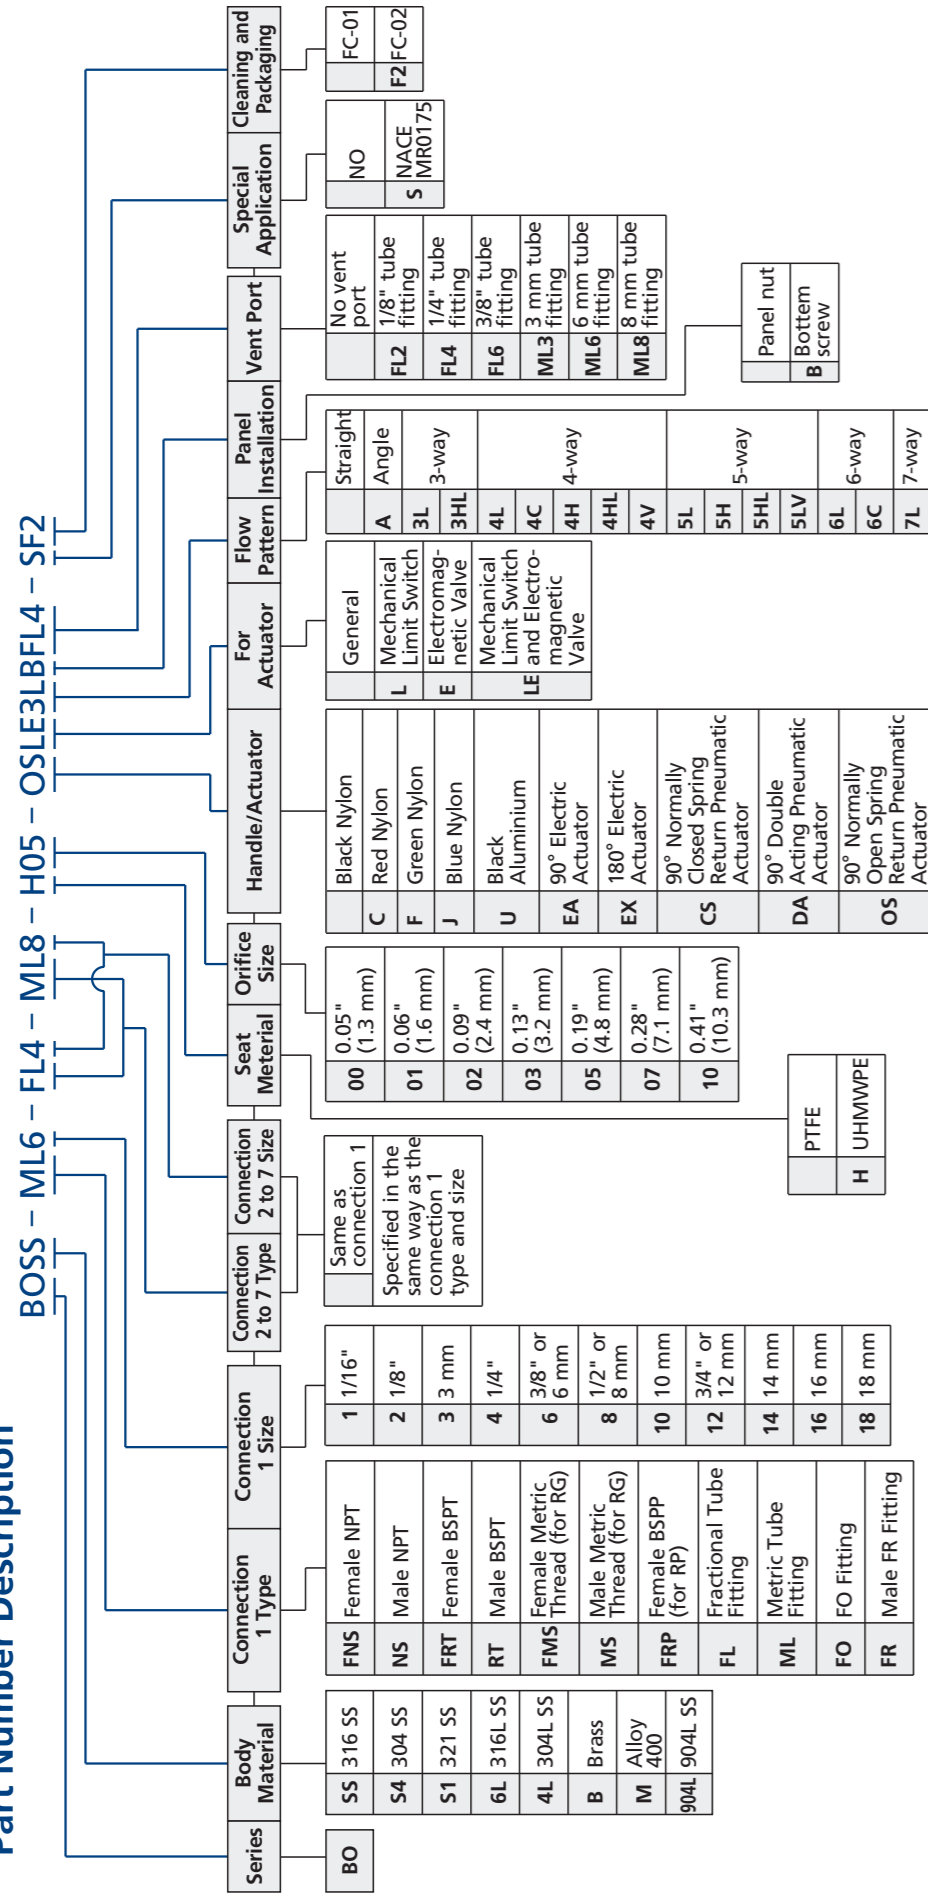 Part Number Description
BOSS – ML6 – FL4 – ML8 – H05 – OSLE3LBFL4 – SF2
Series
BO
Body
Material
SS 316 SS
S4 304 SS
S1 321 SS
6L 316L SS
4L 304L SS
B Brass
M Alloy
400
904L 904L SS
Connection
1 Type
FNS Female NPT
NS Male NPT
FRT Female BSPT
RT Male BSPT
FMS Female Metric
Thread (for RG)
MS Male Metric
Thread (for RG)
FRP Female BSPP
(for RP)
FL Fractional Tube
Fitting
ML Metric Tube
Fitting
FO FO Fitting
FR Male FR Fitting
Connection
1 Size
1 1/16"
2 1/8"
3 3 mm
4 1/4"
6 3/8" or
6 mm
8 1/2" or
8 mm
10 10 mm
12 3/4" or
12 mm
14 14 mm
16 16 mm
18 18 mm
Connection
2 to 7 Type
Connection
2 to 7 Size
Same as
connection 1
Specified in the
same way as the
connection 1
type and size
Seat
Meterial
PTFE
H UHMWPE
Orifice
Size
00 0.05"
(1.3 mm)
01 0.06"
(1.6 mm)
02 0.09"
(2.4 mm)
03 0.13"
(3.2 mm)
05 0.19"
(4.8 mm)
07 0.28"
(7.1 mm)
10 0.41"
(10.3 mm)
Handle/Actuator
Black Nylon
C Red Nylon
F Green Nylon
J Blue Nylon
U Black
Aluminium
EA 90° Electric
Actuator
EX 180° Electric
Actuator
CS 90° Normally
Closed Spring
Return Pneumatic
Actuator
DA 90° Double
Acting Pneumatic
Actuator
OS 90° Normally
Open Spring
Return Pneumatic
Actuator
For
Actuator
General
L Mechanical
Limit Switch
E Electromag-
netic Valve
LE Mechanical
Limit Switch
and Electro-
magnetic
Valve
Flow
Pattern
Straight
A Angle
3L
3HL
3-way
4L
4C
4H
4HL
4V
4-way
5L
5H
5HL
5LV
5-way
6L
6C
6-way
7L 7-way
Panel
Installation
Panel nut
B Bottem
screw
Vent Port
No vent
port
FL2 1/8" tube
fitting
FL4 1/4" tube
fitting
FL6 3/8" tube
fitting
ML3 3 mm tube
fitting
ML6 6 mm tube
fitting
ML8 8 mm tube
fitting
Special
Application
NO
S NACE
MR0175
Cleaning and
Packaging
FC-01
F2 FC-02